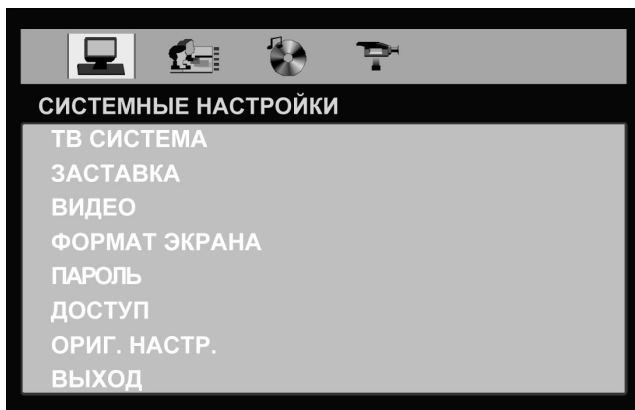 СИСТЕМНЫЕ НАСТРОЙКИ
ТВ СИСТЕМА
ЗАСТАВКА
ВИДЕО
ФОРМАТ ЭКРАНА
ПАРОЛЬ
ДОСТУП
ОРИГ. НАСТР.
ВЫХОД